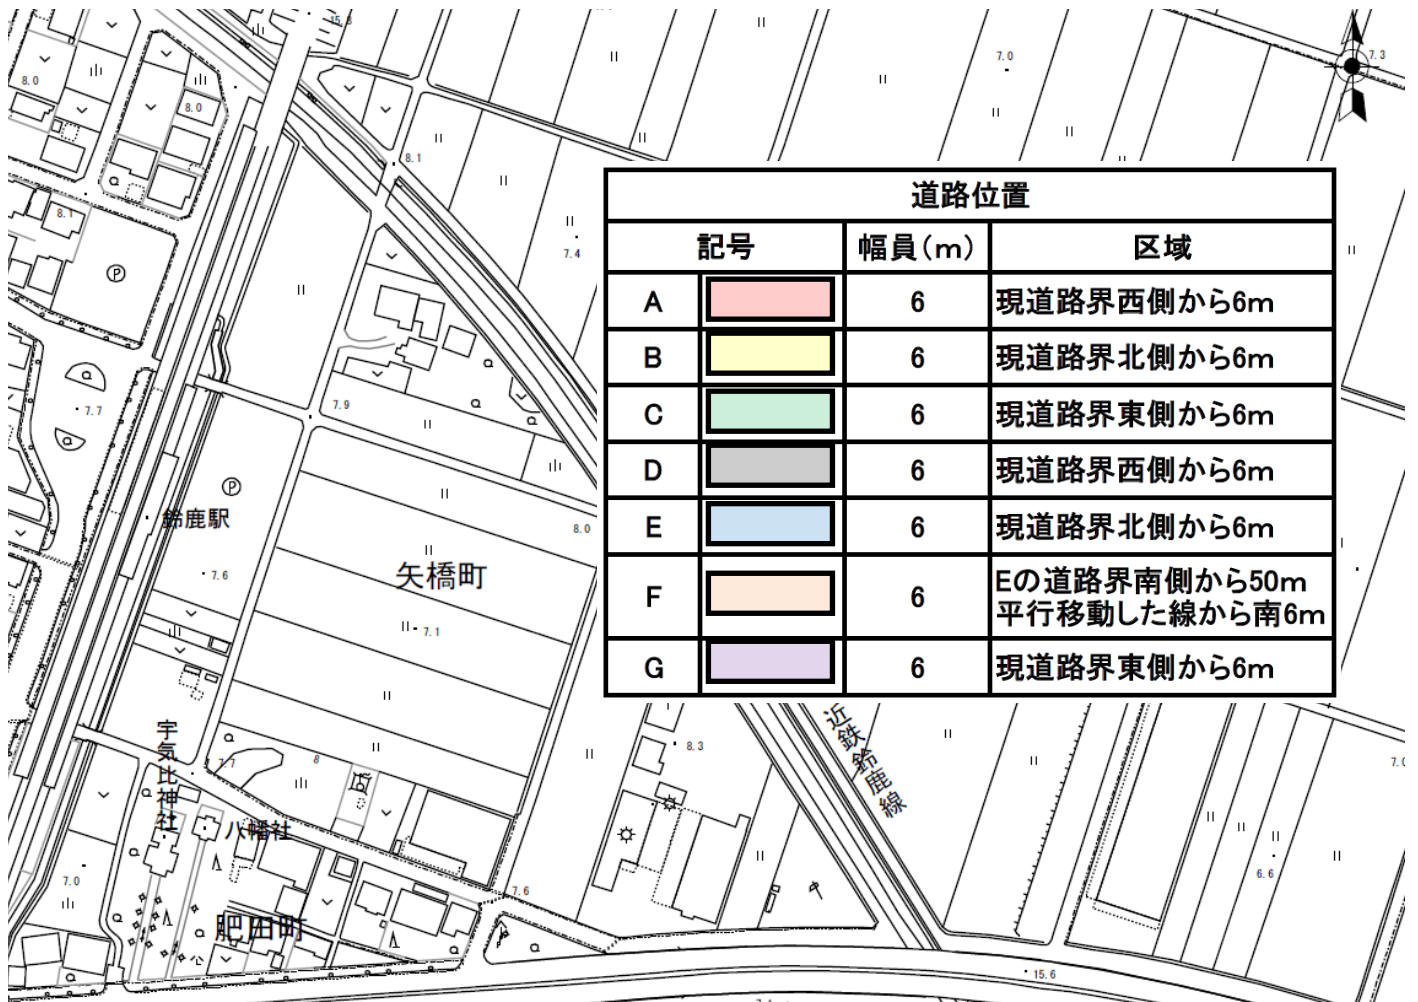 15.8
7.3
7.0
8.0
8.0
8.1
8.1
7.4
P
道路位置
記号 幅員(m) 区域
A 6 現道路界西側から6m
B 6 現道路界北側から6m
C 6 現道路界東側から6m
D 6 現道路界西側から6m
E 6 現道路界北側から6m
F 6 Eの道路界南側から50m
平行移動した線から南6m
G 6 現道路界東側から6m
7.7
7.9
P
鈴鹿駅
8.0
7.6
矢橋町
7.1
宇気比神社
近鉄鈴鹿線
8.3
7.7
8
7.0
八幡社
7.0
7.6
6.6
肥田町
15.6